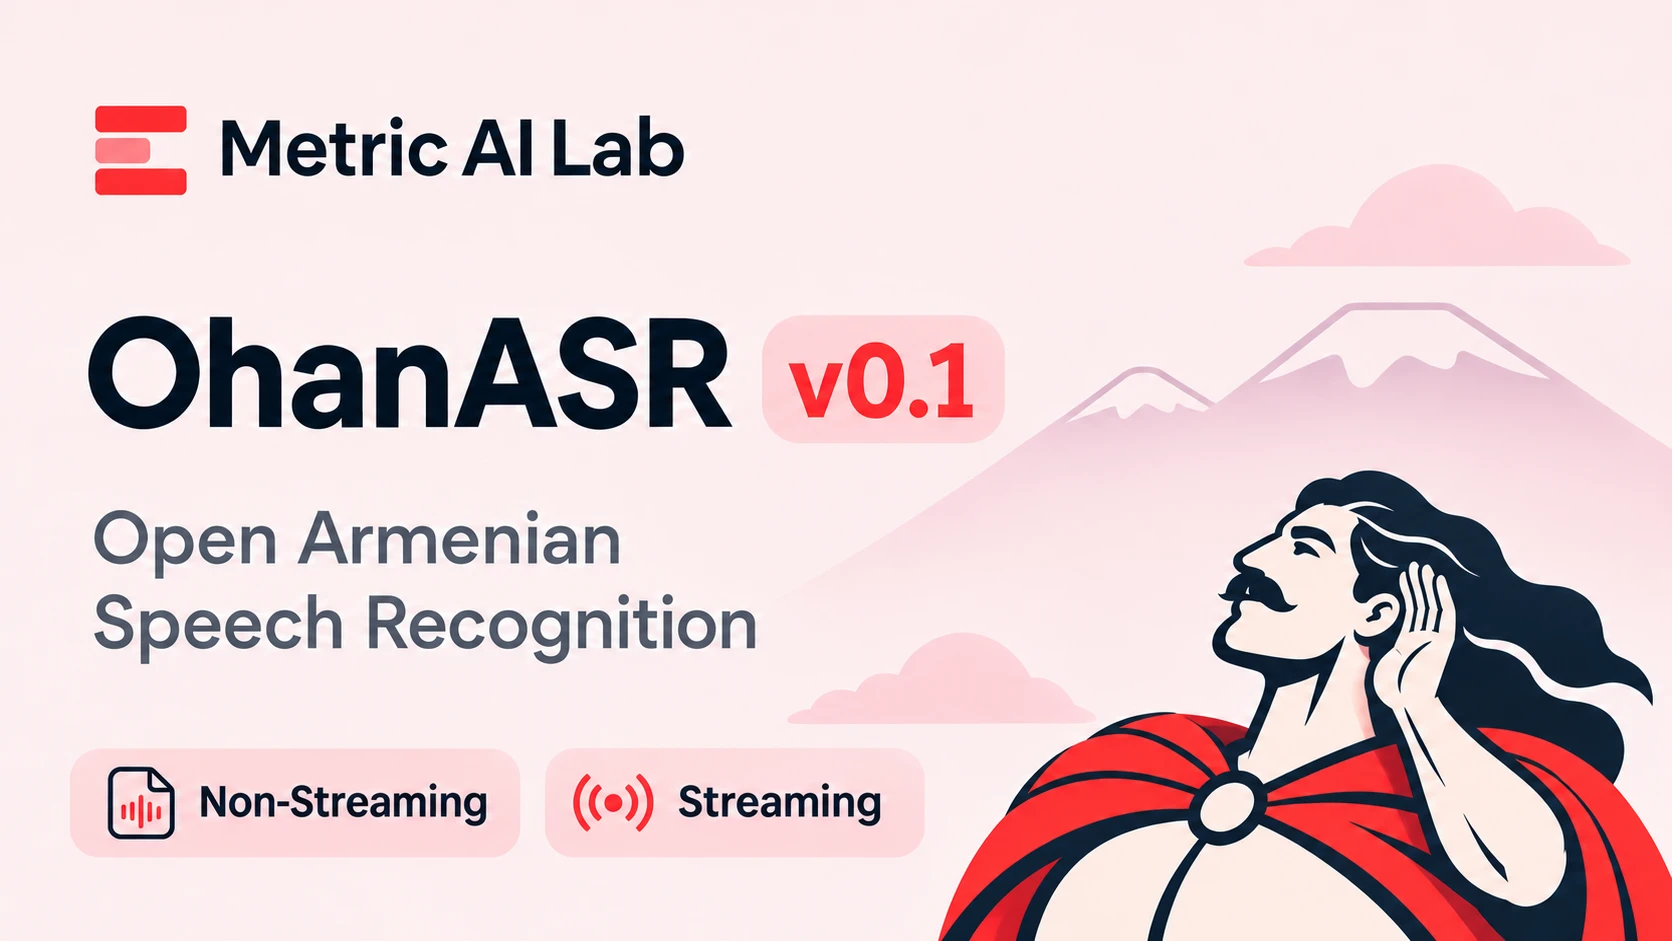 Metric AI Lab
OhanASR v0.1
Open Armenian
Speech Recognition
Non-Streaming
Streaming